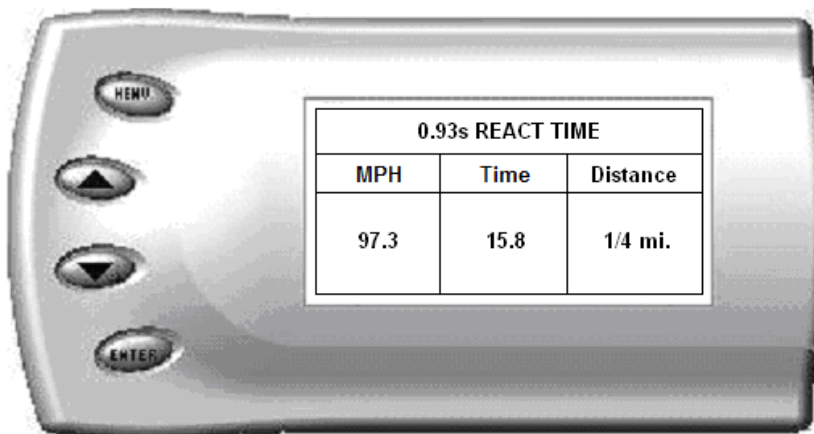 MENU
0.93s REACT TIME
MPH Time Distance
97.3 15.8 1/4 mi.
ENTER